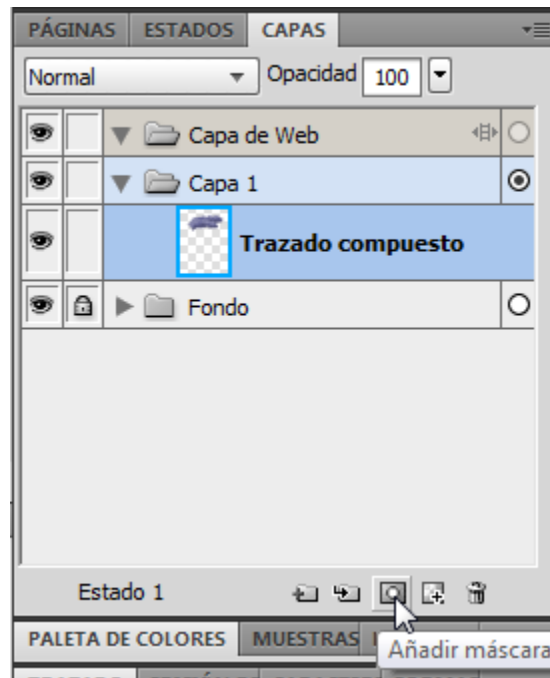 PÁGINAS ESTADOS CAPAS
Normal Opacidad 100
Capa de Web
Capa 1
Trazado compuesto
Fondo
Estado 1
PALETA DE COLORES MUESTRAS
Añadir máscara